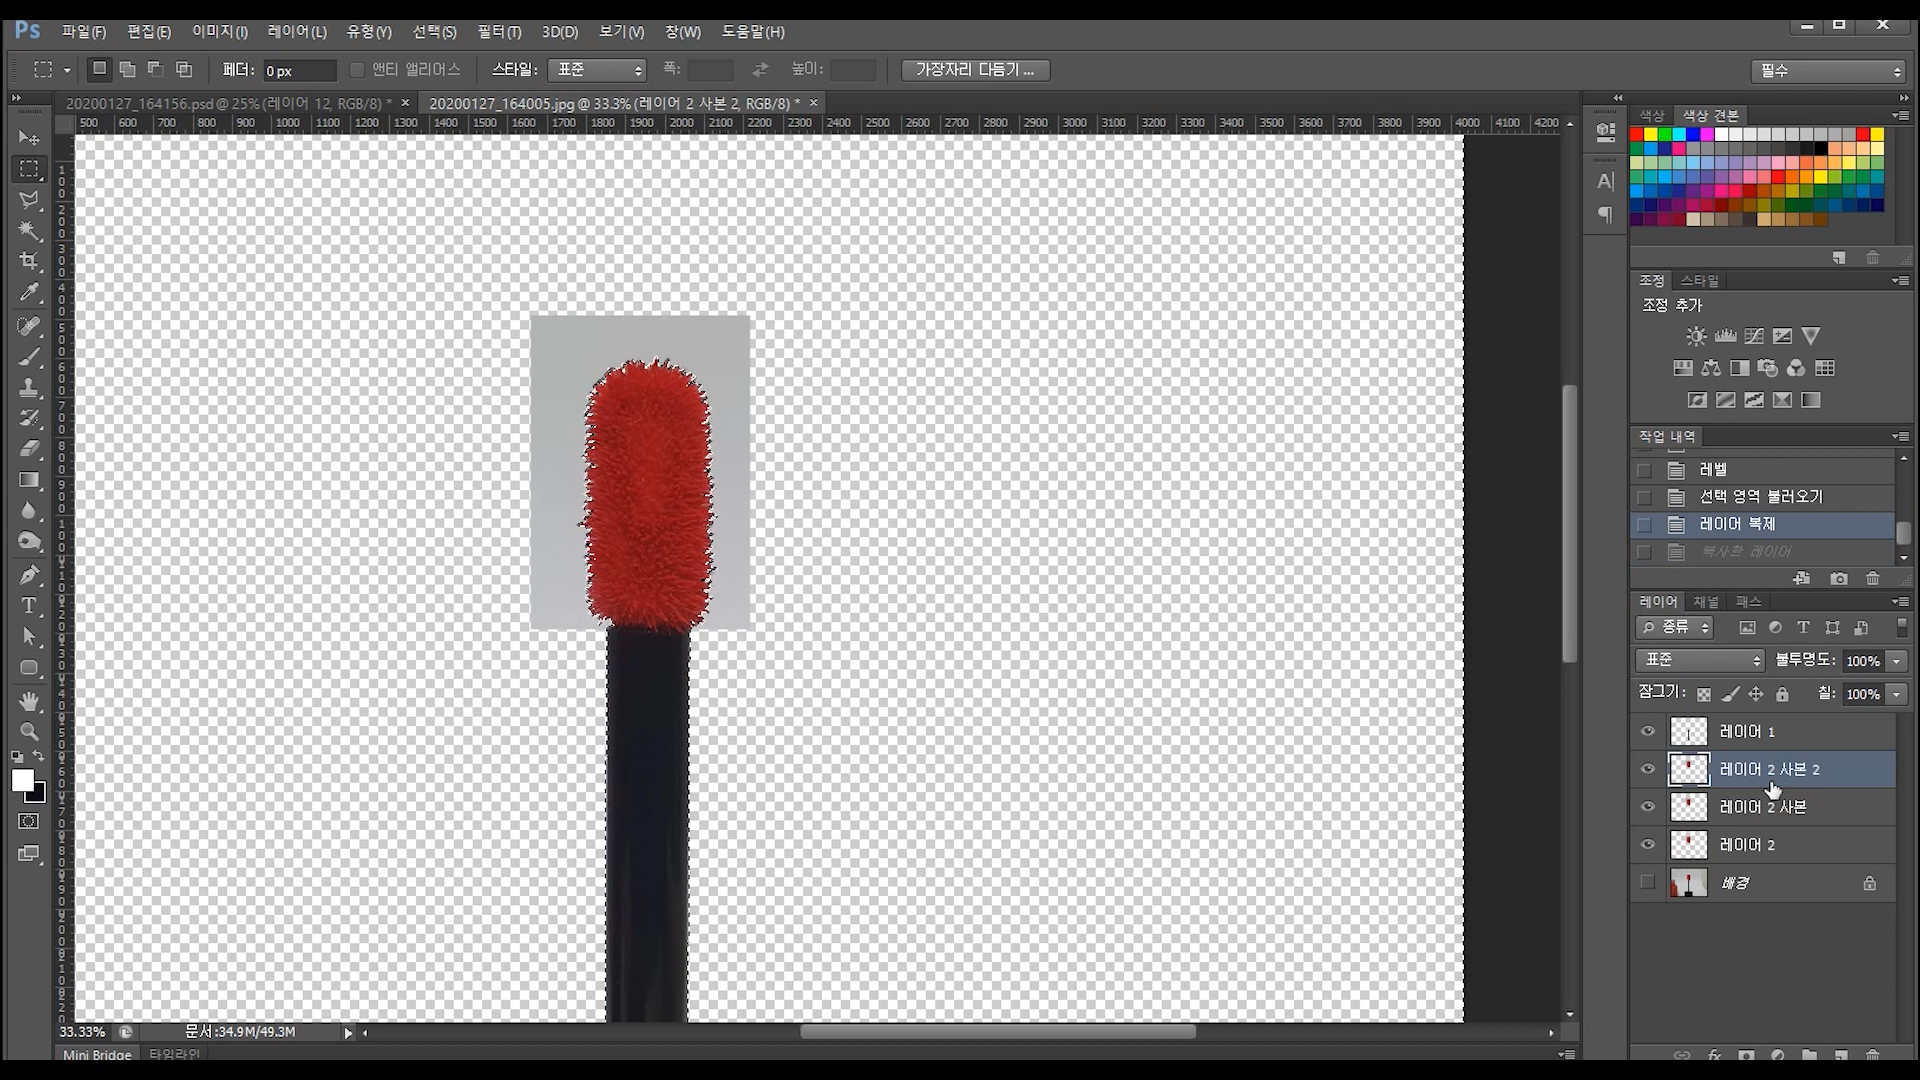 Ps 파일(F) 편집(E) 이미지(I) 레이어(L) 유형(Y) 선택(S) 필터(T) 3D(D) 보기(V) 창(W) 도움말(H)
페더: 0 px 앤티 앨리어스 스타일: 표준 폭: 높이: 가장자리 다듬기... 필수
20200127_164156.psd @ 25% (레이어 12, RGB/8) * × 20200127_164005.jpg @ 33.3% (레이어 2 사본 2, RGB/8) * ×
500 600 700 800 900 1000 1100 1200 1300 1400 1500 1600 1700 1800 1900 2000 2100 2200 2300 2400 2500 2600 2700 2800 2900 3000 3100 3200 3300 3400 3500 3600 3700 3800 3900 4000 4100 4200
색상 색상 견본
조정 스타일
조정 추가
작업 내역
레벨
선택 영역 불러오기
레이어 복제
복사한 레이어
레이어 채널 패스
종류
표준 불투명도: 100%
잠그기: 칠: 100%
레이어 1
레이어 2 사본 2
레이어 2 사본
레이어 2
배경
33.33% 문서:34.9M/49.3M
Mini Bridge 타임라인